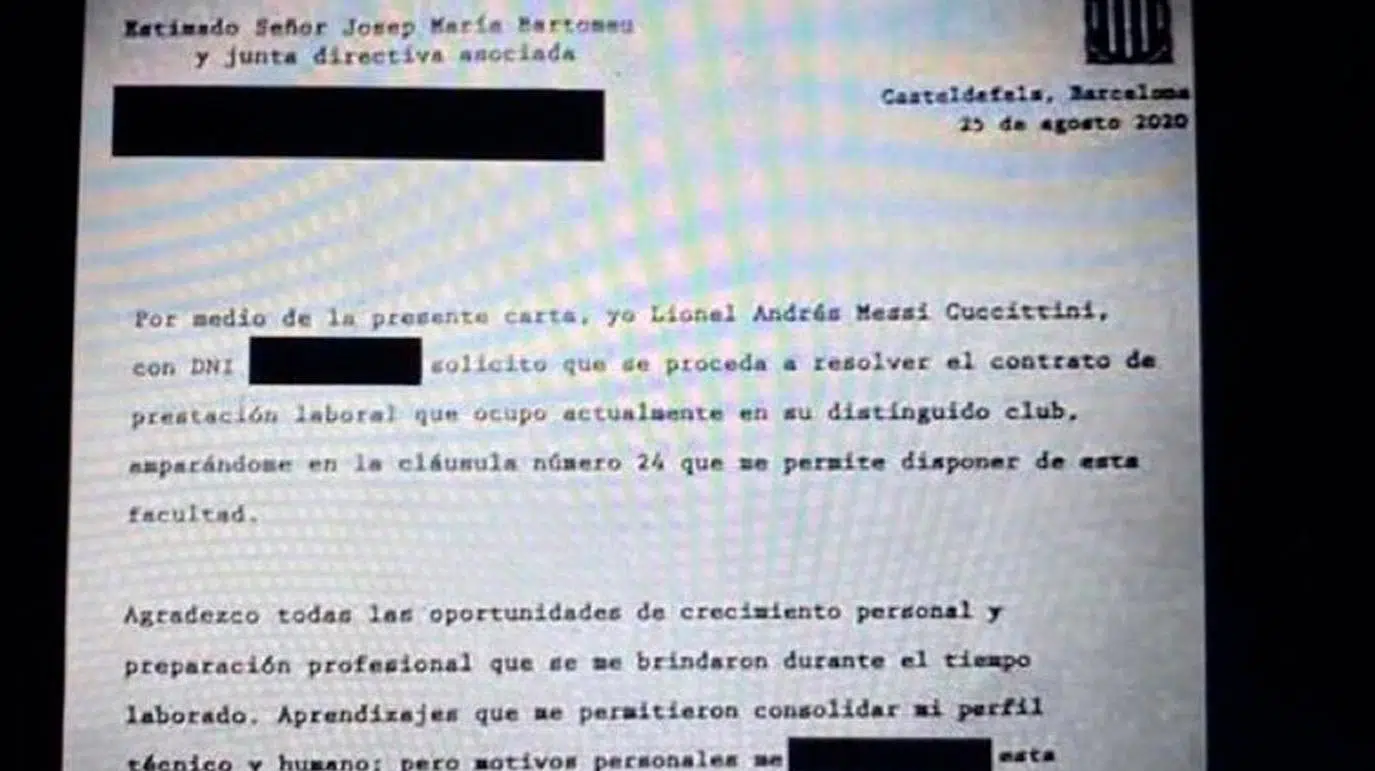 Estimado Señor Josep María Bartomeu
y junta directiva asociada
Casteldefels, Barcelona
25 de agosto 2020
Por medio de la presente carta, yo Lionel Andrés Messi Cuccittini,
con DNI solicito que se proceda a resolver el contrato de
prestación laboral que ocupo actualmente en su distinguido club,
amparándome en la cláusula número 24 que me permite disponer de esta
facultad.
Agradezco todas las oportunidades de crecimiento personal y
preparación profesional que se me brindaron durante el tiempo
laborado. Aprendizajes que me permitieron consolidar mi perfil
técnico y humano; pero motivos personales me esta